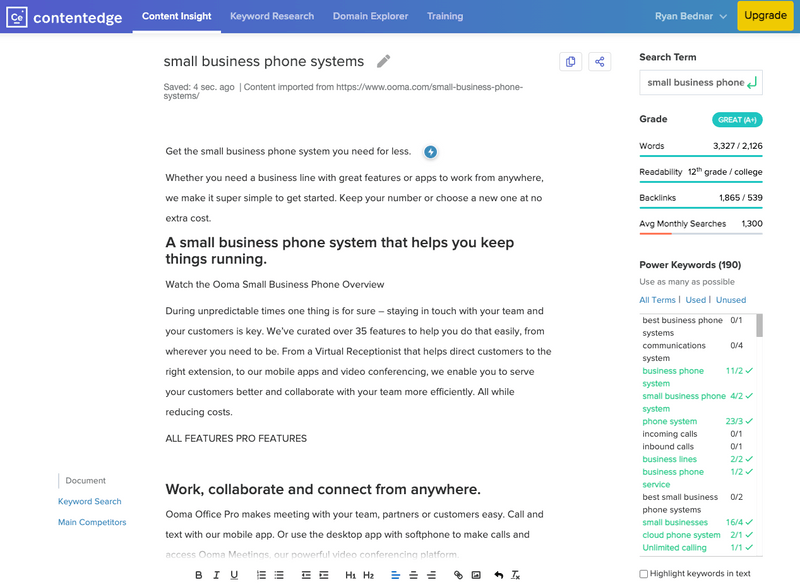 Ce contentedge Content Insight Keyword Research Domain Explorer Training Ryan Bednar Upgrade
small business phone systems
Saved: 4 sec. ago | Content imported from https://www.ooma.com/small-business-phone-
systems/
Get the small business phone system you need for less.
Whether you need a business line with great features or apps to work from anywhere,
we make it super simple to get started. Keep your number or choose a new one at no
extra cost.
A small business phone system that helps you keep
things running.
Watch the Ooma Small Business Phone Overview
During unpredictable times one thing is for sure – staying in touch with your team and
your customers is key. We've curated over 35 features to help you do that easily, from
wherever you need to be. From a Virtual Receptionist that helps direct customers to the
right extension, to our mobile apps and video conferencing, we enable you to serve
your customers better and collaborate with your team more efficiently. All while
reducing costs.
ALL FEATURES PRO FEATURES
Work, collaborate and connect from anywhere.
Ooma Office Pro makes meeting with your team, partners or customers easy. Call and
text with our mobile app. Or use the desktop app with softphone to make calls and
access Ooma Meetings, our powerful video conferencing platform.
Document
Keyword Search
Main Competitors
B I U H1 H2
Search Term
small business phone
Grade GREAT (A+)
Words 3,327 / 2,126
Readability 12th grade / college
Backlinks 1,865 / 539
Avg Monthly Searches 1,300
Power Keywords (190)
Use as many as possible
All Terms | Used | Unused
best business phone 0/1
systems
communications 0/4
system
business phone 11/2
system
small business phone 4/2
system
phone system 23/3
incoming calls 0/1
inbound calls 0/1
business lines 2/2
business phone 1/2
service
best small business 0/2
phone systems
small businesses 16/4
cloud phone system 2/1
Unlimited calling 1/1
Highlight keywords in text